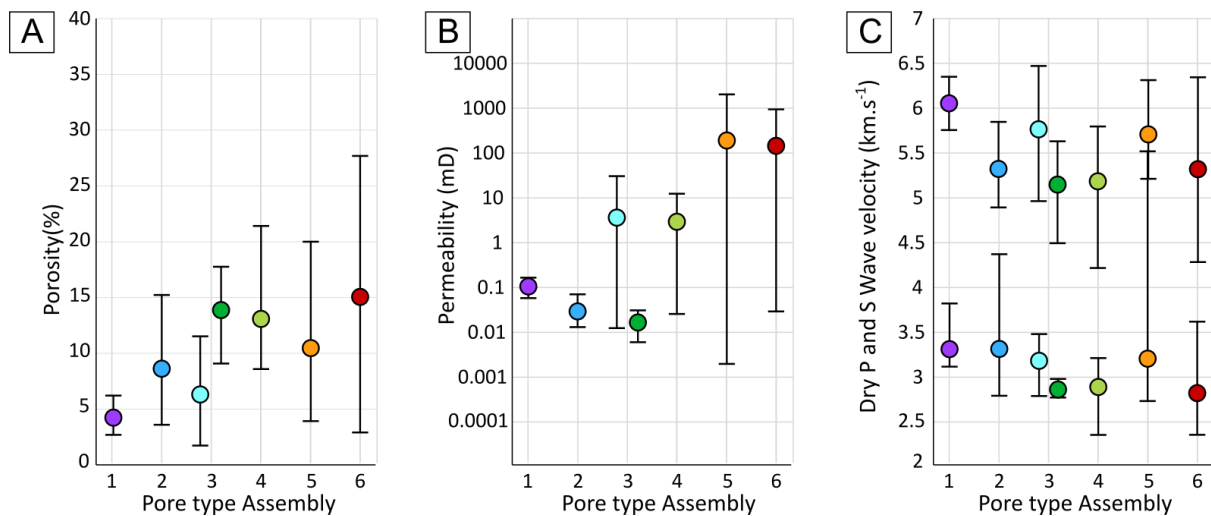 A
Porosity(%)
40
35
30
25
20
15
10
5
0
1 2 3 4 5 6
Pore type Assembly
B
Permeability (mD)
10000
1000
100
10
1
0.1
0.01
0.001
0.0001
1 2 3 4 5 6
Pore type Assembly
C
Dry P and S Wave velocity (km.s⁻¹)
7
6.5
6
5.5
5
4.5
4
3.5
3
2.5
2
1 2 3 4 5 6
Pore type Assembly